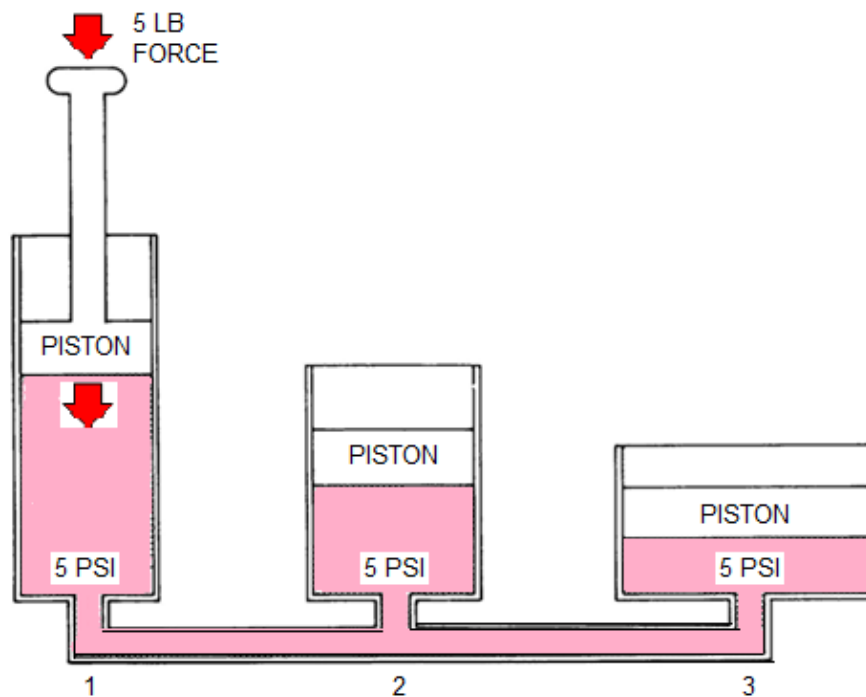 5 LB
FORCE
PISTON
PISTON
PISTON
5 PSI
5 PSI
5 PSI
1
2
3